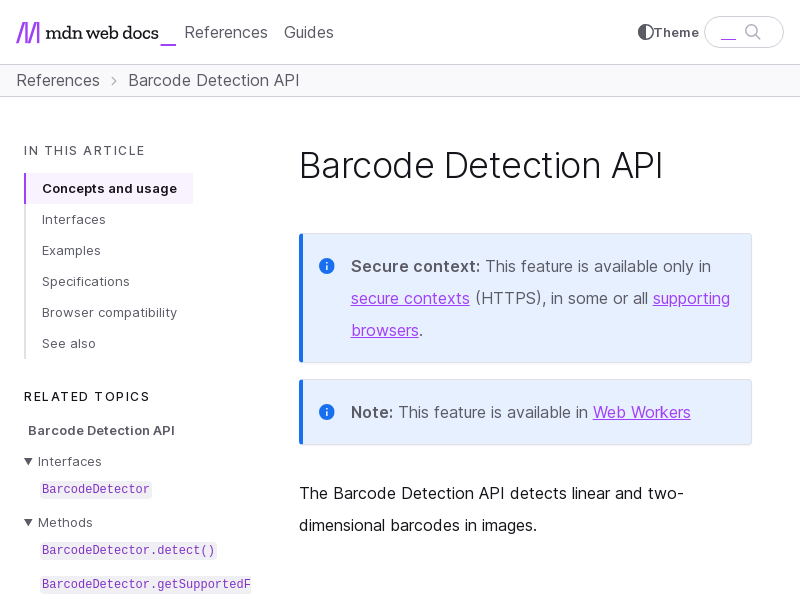 mdn web docs_
References
Guides
Theme
References
Barcode Detection API
IN THIS ARTICLE
Concepts and usage
Interfaces
Examples
Specifications
Browser compatibility
See also
RELATED TOPICS
Barcode Detection API
Interfaces
BarcodeDetector
Methods
BarcodeDetector.detect()
BarcodeDetector.getSupportedF
Barcode Detection API
Secure context: This feature is available only in
secure contexts (HTTPS), in some or all supporting
browsers.
Note: This feature is available in Web Workers
The Barcode Detection API detects linear and two-
dimensional barcodes in images.